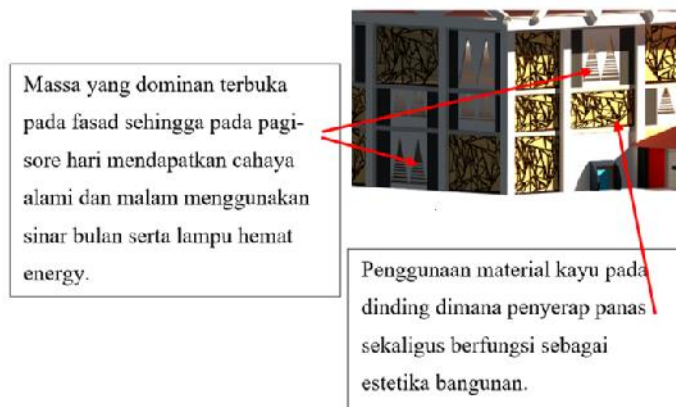 Massa yang dominan terbuka
pada fasad sehingga pada pagi-
sore hari mendapatkan cahaya
alami dan malam menggunakan
sinar bulan serta lampu hemat
energy.
Penggunaan material kayu pada
dinding dimana penyerap panas
sekaligus berfungsi sebagai
estetika bangunan.